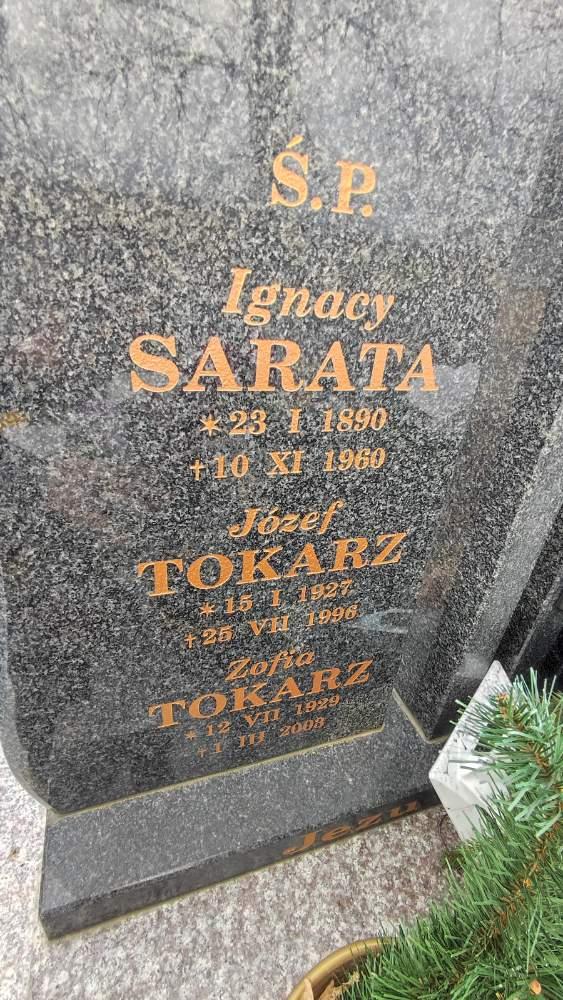 Ś.P.
Ignacy
SARATA
* 23 I 1890
† 10 XI 1960
Józef
TOKARZ
* 15 I 1927
† 25 VII 1996
Zofia
TOKARZ
* 12 VII 1929
† 1 III 2003
Jezu